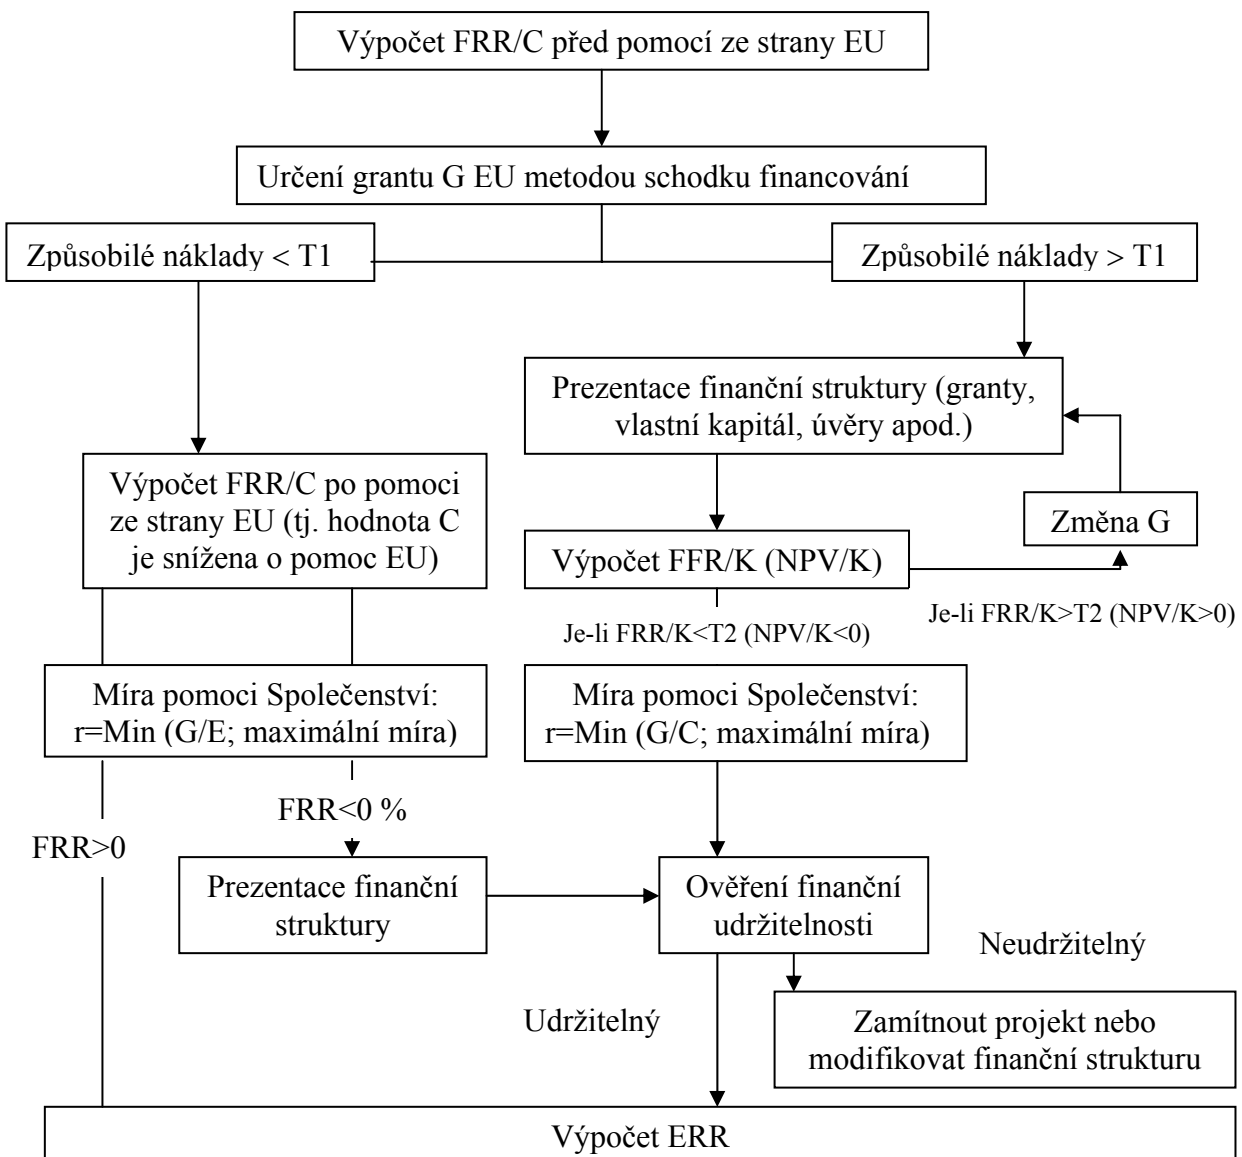 Výpočet FRR/C před pomocí ze strany EU
Určení grantu G EU metodou schodku financování
Způsobilé náklady < T1
Způsobilé náklady > T1
Prezentace finanční struktury (granty,
vlastní kapitál, úvěry apod.)
Výpočet FRR/C po pomoci
ze strany EU (tj. hodnota C
je snížena o pomoc EU)
Změna G
Výpočet FFR/K (NPV/K)
Je-li FRR/K<T2 (NPV/K<0)
Je-li FRR/K>T2 (NPV/K>0)
Míra pomoci Společenství:
r=Min (G/E; maximální míra)
Míra pomoci Společenství:
r=Min (G/C; maximální míra)
FRR<0 %
FRR>0
Prezentace finanční
struktury
Ověření finanční
udržitelnosti
Neudržitelný
Udržitelný
Zamítnout projekt nebo
modifikovat finanční strukturu
Výpočet ERR